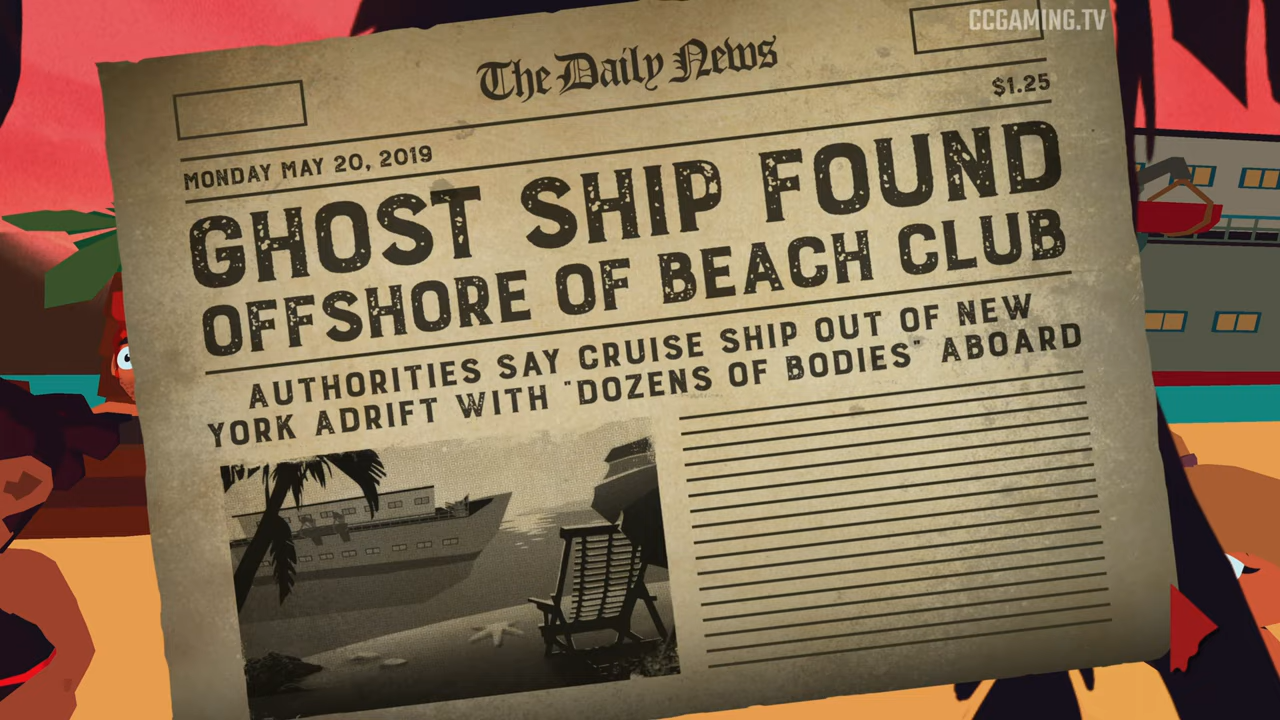 CCGAMING.TV
The Daily News
$1.25
MONDAY MAY 20, 2019
GHOST SHIP FOUND
OFFSHORE OF BEACH CLUB
AUTHORITIES SAY CRUISE SHIP OUT OF NEW
YORK ADRIFT WITH "DOZENS OF BODIES" ABOARD